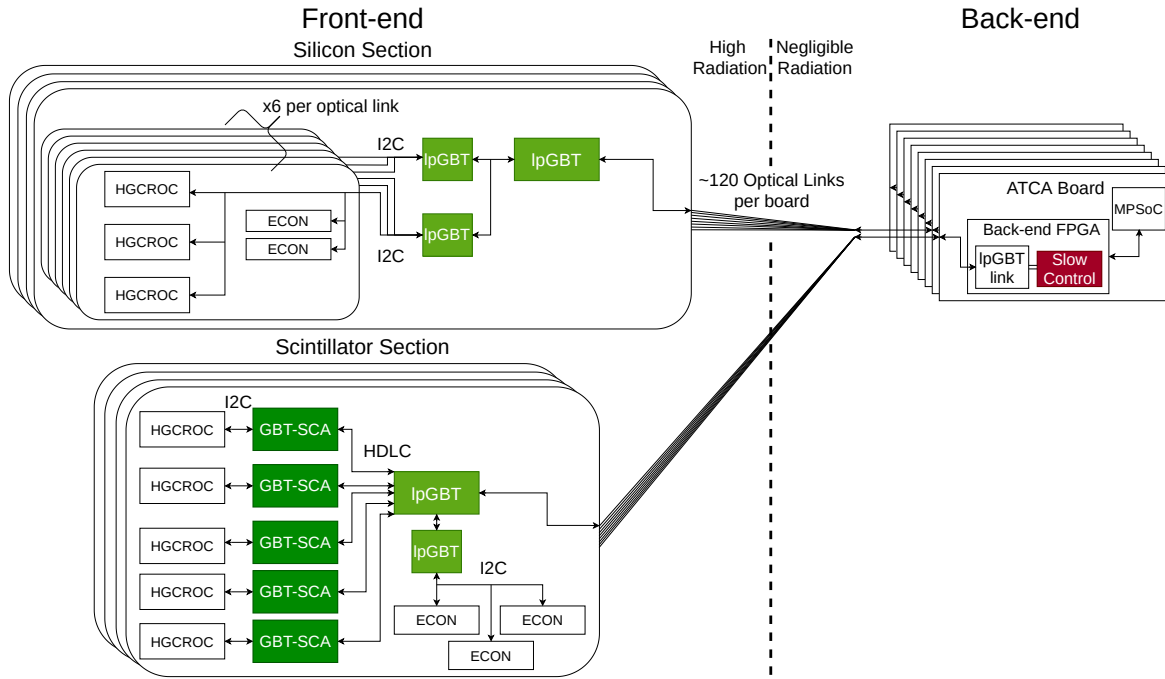 Front-end
Back-end
Silicon Section
High
Radiation
Negligible
Radiation
x6 per optical link
I2C
lpGBT
lpGBT
HGCROC
ECON
HGCROC
ECON
lpGBT
I2C
HGCROC
~120 Optical Links
per board
ATCA Board
MPSoC
Back-end FPGA
lpGBT
link
Slow
Control
Scintillator Section
I2C
HGCROC
GBT-SCA
HDLC
HGCROC
GBT-SCA
lpGBT
HGCROC
GBT-SCA
lpGBT
I2C
HGCROC
GBT-SCA
ECON
ECON
HGCROC
GBT-SCA
ECON